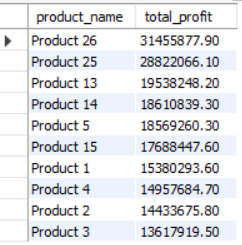 product_name total_profit
Product 26 31455877.90
Product 25 28822066.10
Product 13 19538248.20
Product 14 18610839.30
Product 5 18569260.30
Product 15 17688447.60
Product 1 15380293.60
Product 4 14957684.70
Product 2 14433675.80
Product 3 13617919.50